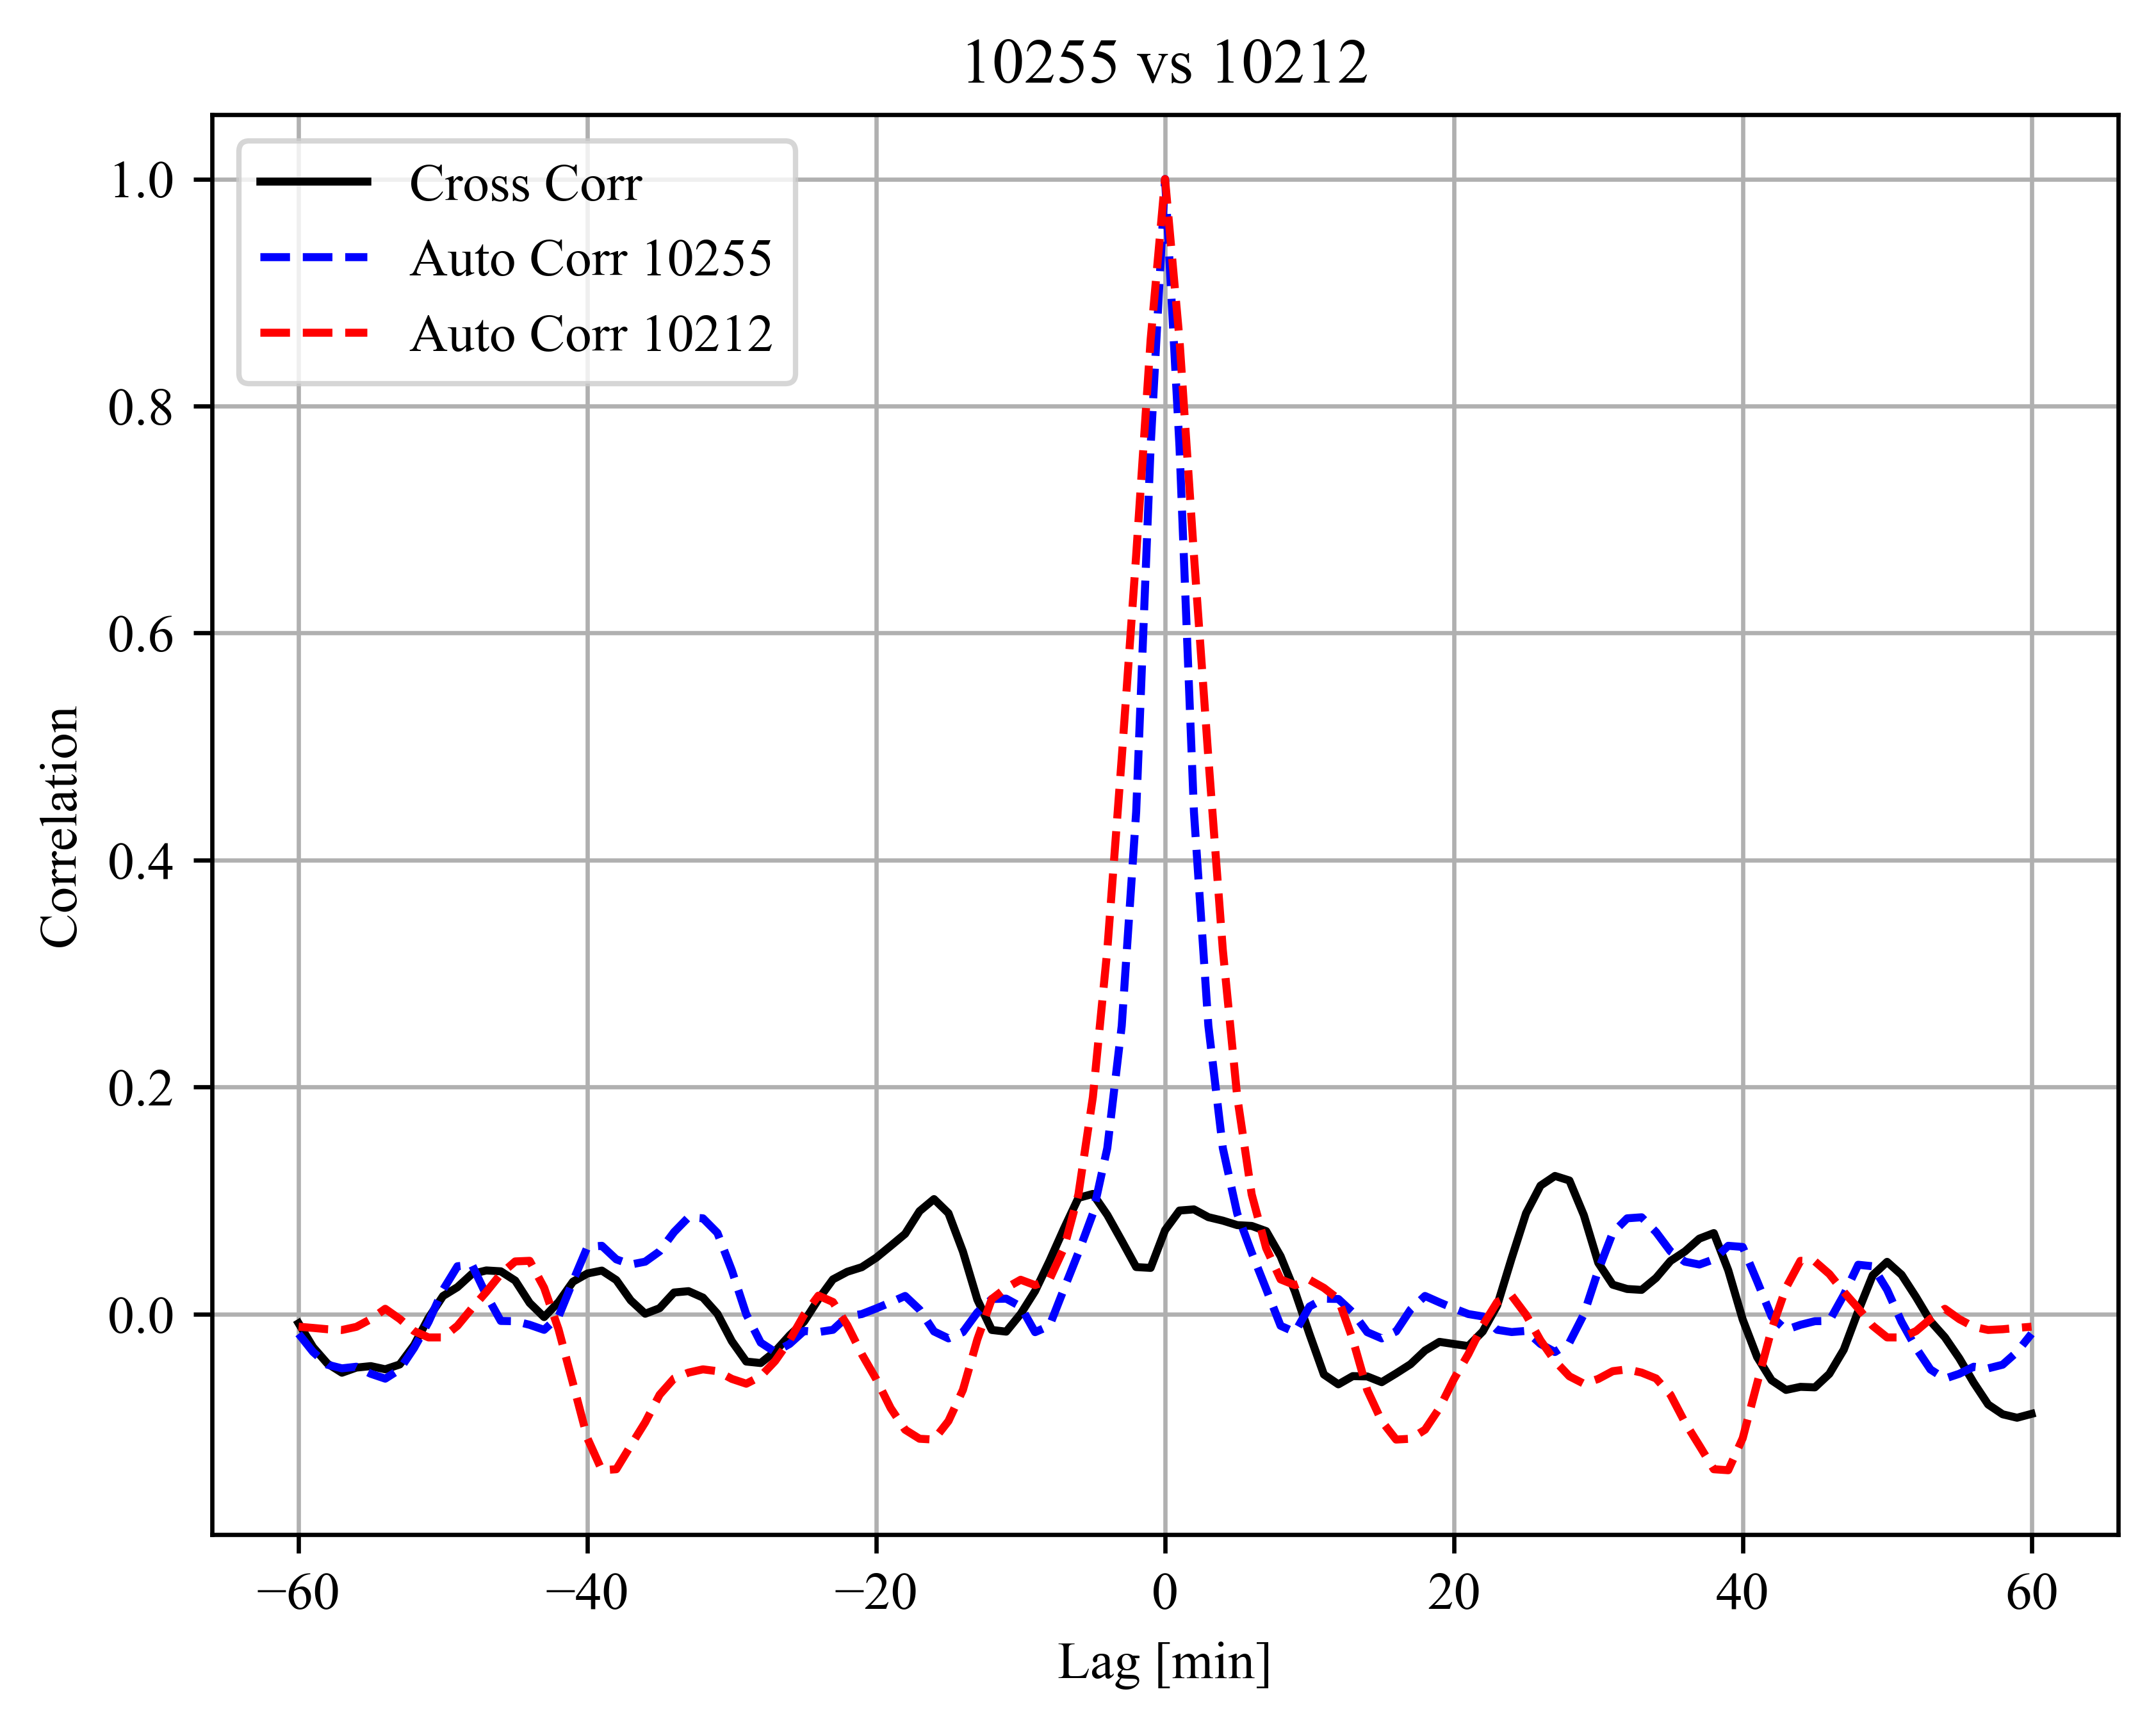 10255 vs 10212
Cross Corr
Auto Corr 10255
Auto Corr 10212
1.0
0.8
0.6
0.4
0.2
0.0
Correlation
−60
−40
−20
0
20
40
60
Lag [min]